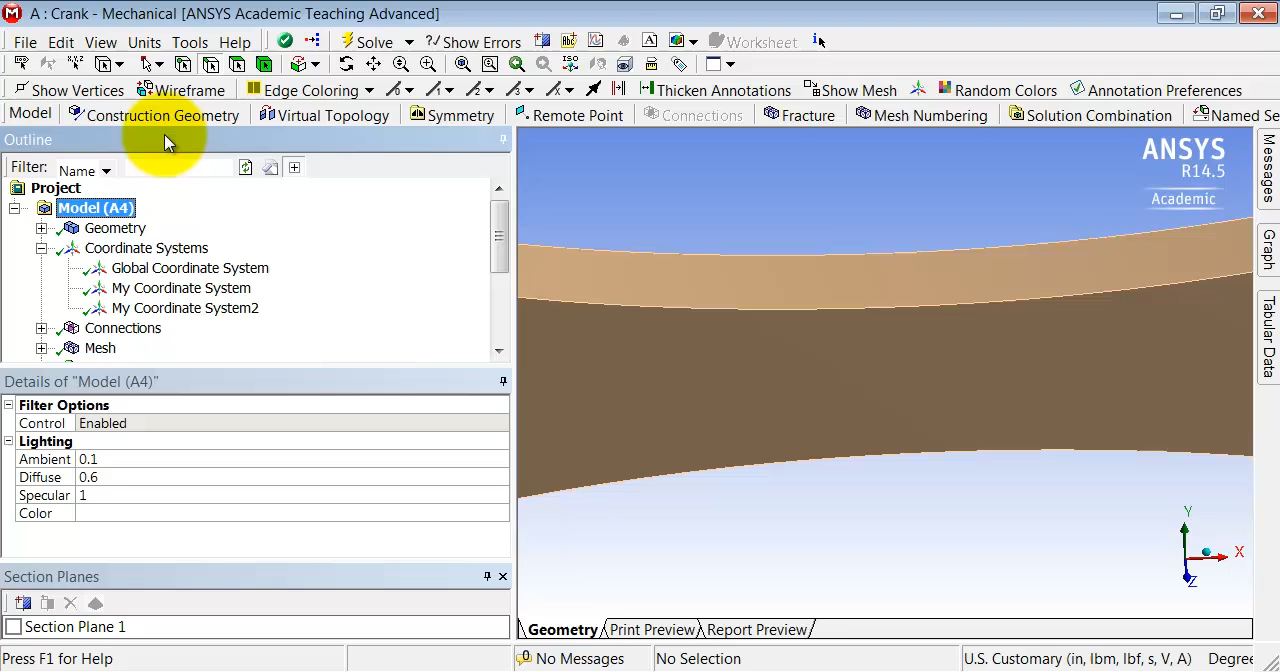 A : Crank - Mechanical [ANSYS Academic Teaching Advanced]
File Edit View Units Tools Help Solve Show Errors Worksheet
Show Vertices Wireframe Edge Coloring Thicken Annotations Show Mesh Random Colors Annotation Preferences
Model Construction Geometry Virtual Topology Symmetry Remote Point Connections Fracture Mesh Numbering Solution Combination Named Se
Outline
Filter: Name
Project
Model (A4)
Geometry
Coordinate Systems
Global Coordinate System
My Coordinate System
My Coordinate System2
Connections
Mesh
Details of "Model (A4)"
Filter Options
Control Enabled
Lighting
Ambient 0.1
Diffuse 0.6
Specular 1
Color
Section Planes
Section Plane 1
ANSYS
R14.5
Academic
Y
X
Z
Geometry Print Preview Report Preview
Messages
Graph
Tabular Data
Press F1 for Help 0 No Messages No Selection U.S. Customary (in, lbm, lbf, s, V, A) Degree